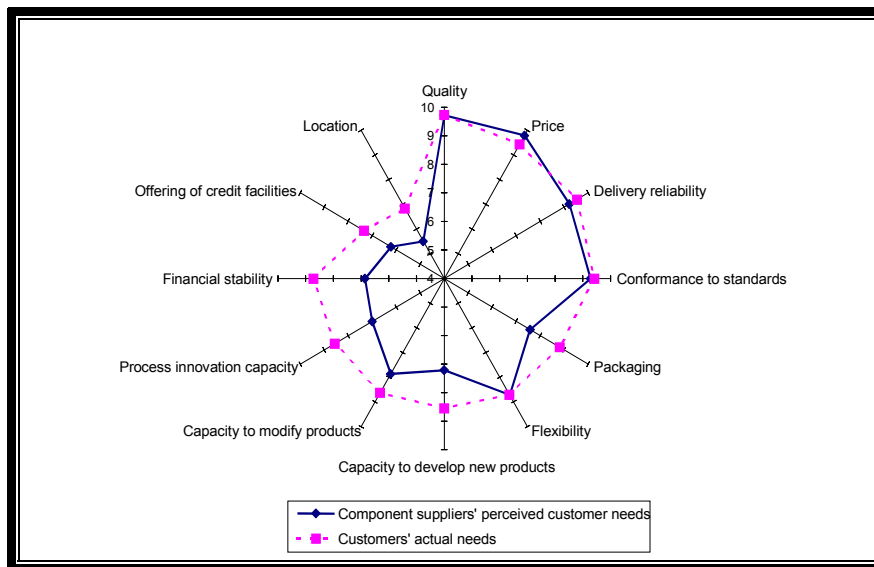 Quality
10
Location
Price
9
8
Offering of credit facilities
Delivery reliability
7
6
5
Financial stability
4
Conformance to standards
Process innovation capacity
Packaging
Capacity to modify products
Flexibility
Capacity to develop new products
Component suppliers' perceived customer needs
Customers' actual needs